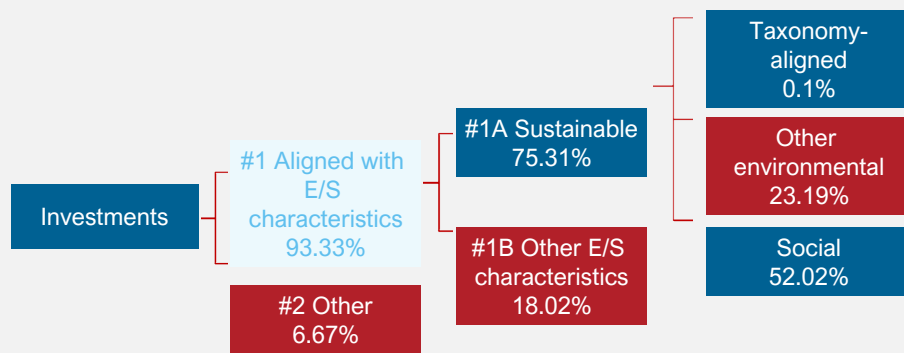 Investments
#1 Aligned with
E/S
characteristics
93.33%
#2 Other
6.67%
#1A Sustainable
75.31%
#1B Other E/S
characteristics
18.02%
Taxonomy-
aligned
0.1%
Other
environmental
23.19%
Social
52.02%